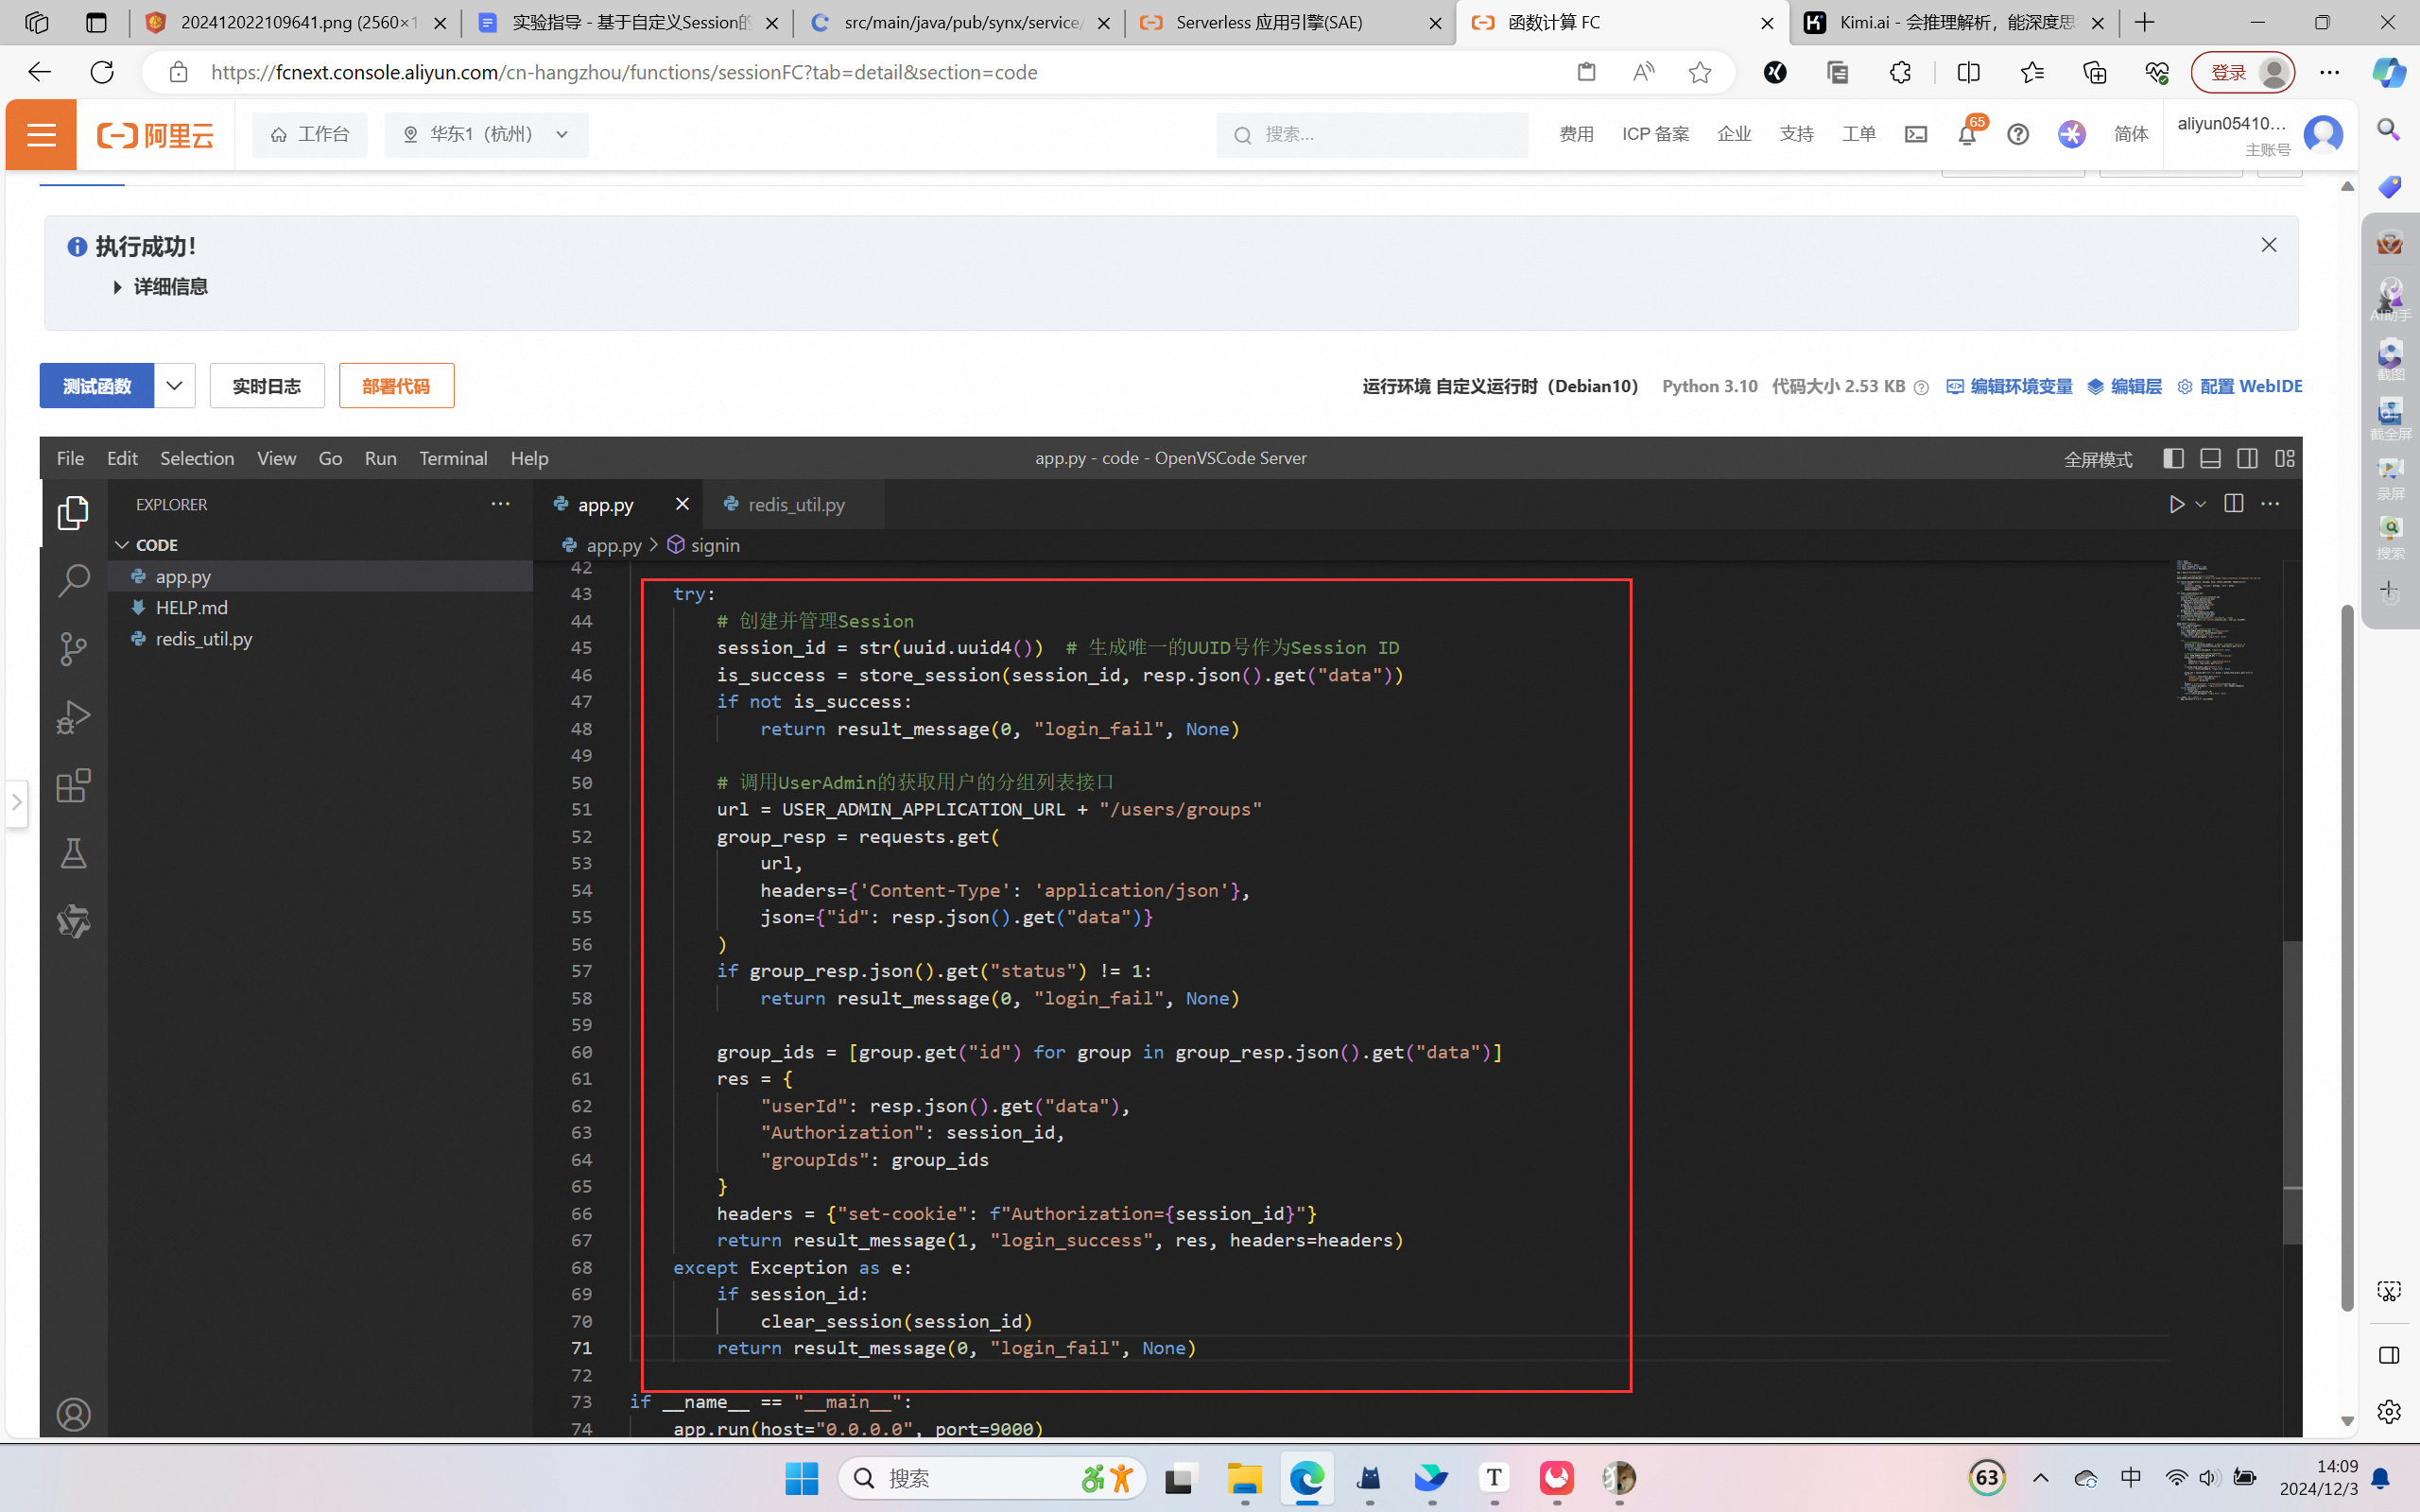 202412022109641.png (2560×1
实验指导 - 基于自定义Session的
src/main/java/pub/synx/service/
Serverless 应用引擎(SAE)
函数计算 FC
Kimi.ai - 会推理解析，能深度思
https://fcnext.console.aliyun.com/cn-hangzhou/functions/sessionFC?tab=detail&section=code
登录
阿里云
工作台
华东1（杭州）
搜索...
费用
ICP 备案
企业
支持
工单
65
简体
aliyun05410...
主账号
执行成功！
详细信息
测试函数
实时日志
部署代码
运行环境 自定义运行时（Debian10）
Python 3.10
代码大小 2.53 KB
编辑环境变量
编辑层
配置 WebIDE
File Edit Selection View Go Run Terminal Help
app.py - code - OpenVSCode Server
全屏模式
EXPLORER
CODE
app.py
HELP.md
redis_util.py
app.py
redis_util.py
app.py > signin
42
43 try:
44 # 创建并管理Session
45 session_id = str(uuid.uuid4())  # 生成唯一的UUID号作为Session ID
46 is_success = store_session(session_id, resp.json().get("data"))
47 if not is_success:
48 return result_message(0, "login_fail", None)
49
50 # 调用UserAdmin的获取用户的分组列表接口
51 url = USER_ADMIN_APPLICATION_URL + "/users/groups"
52 group_resp = requests.get(
53 url,
54 headers={'Content-Type': 'application/json'},
55 json={"id": resp.json().get("data")}
56 )
57 if group_resp.json().get("status") != 1:
58 return result_message(0, "login_fail", None)
59
60 group_ids = [group.get("id") for group in group_resp.json().get("data")]
61 res = {
62 "userId": resp.json().get("data"),
63 "Authorization": session_id,
64 "groupIds": group_ids
65 }
66 headers = {"set-cookie": f"Authorization={session_id}"}
67 return result_message(1, "login_success", res, headers=headers)
68 except Exception as e:
69 if session_id:
70 clear_session(session_id)
71 return result_message(0, "login_fail", None)
72
73 if __name__ == "__main__":
74 app.run(host="0.0.0.0", port=9000)
AI助手
截图
截全屏
录屏
搜索
搜索
63
中
14:09
2024/12/3